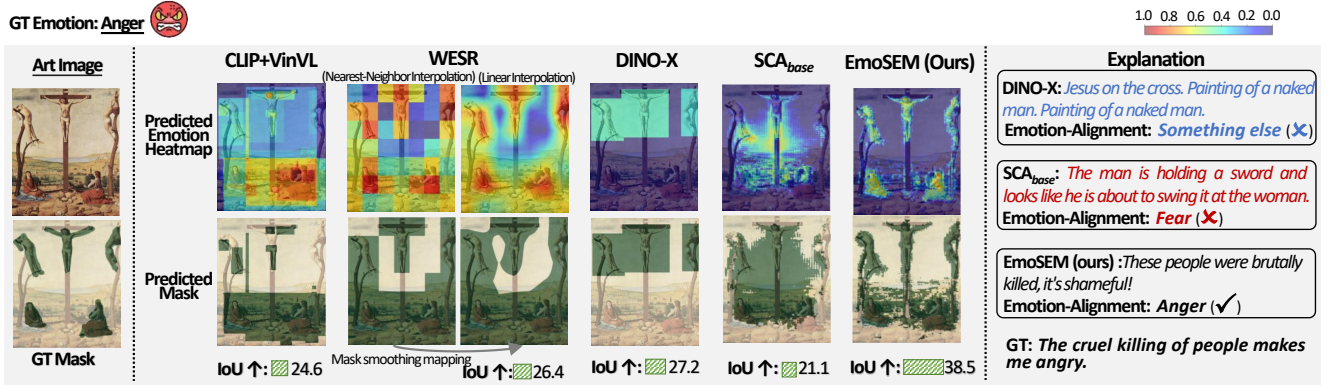 GT Emotion: Anger
1.0 0.8 0.6 0.4 0.2 0.0
Art Image
GT Mask
Predicted
Emotion
Heatmap
Predicted
Mask
CLIP+VinVL
WESR
(Nearest-Neighbor Interpolation) (Linear Interpolation)
DINO-X
SCAbase
EmoSEM (Ours)
IoU ↑: 24.6
Mask smoothing mapping
IoU ↑: 26.4
IoU ↑: 27.2
IoU ↑: 21.1
IoU ↑: 38.5
Explanation
DINO-X: Jesus on the cross. Painting of a naked
man. Painting of a naked man.
Emotion-Alignment: Something else (✘)
SCAbase: The man is holding a sword and
looks like he is about to swing it at the woman.
Emotion-Alignment: Fear (✘)
EmoSEM (ours) :These people were brutally
killed, it's shameful!
Emotion-Alignment: Anger (✓)
GT: The cruel killing of people makes
me angry.